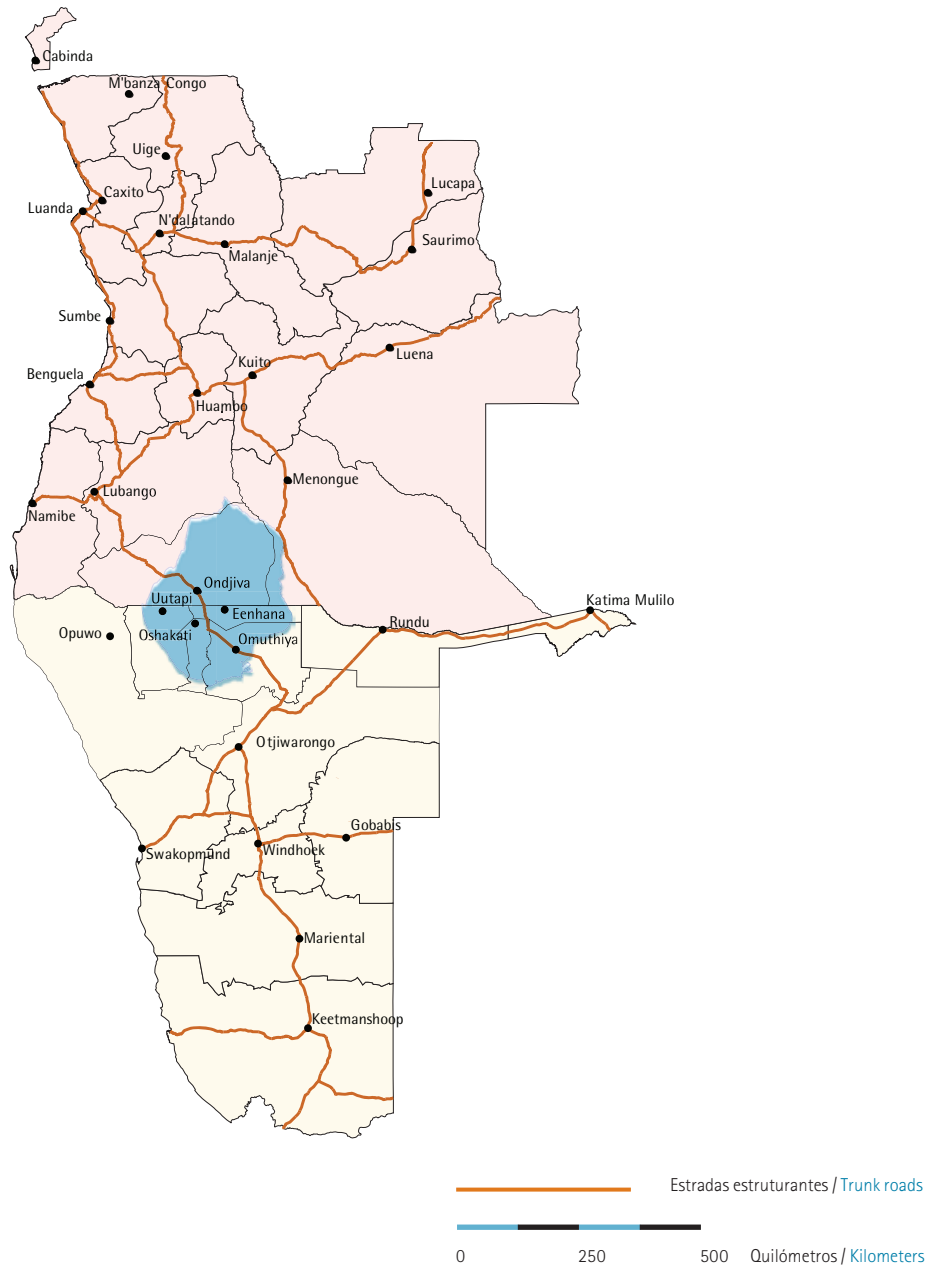 Cabinda
M'banza Congo
Uige
Lucapa
Caxito
Luanda
N'dalatando
Saurimo
Malanje
Sumbe
Luena
Kuito
Benguela
Huambo
Menongue
Lubango
Namibe
Ondjiva
Uutapi
Eenhana
Katima Mulilo
Rundu
Opuwo
Oshakati
Omuthiya
Otjiwarongo
Gobabis
Swakopmund
Windhoek
Mariental
Keetmanshoop
Estradas estruturantes / Trunk roads
0 250 500 Quilómetros / Kilometers